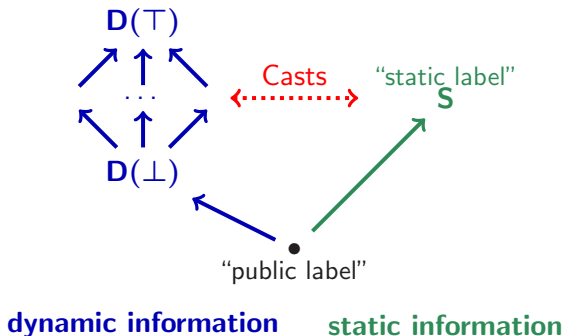 D(⊤)
Casts
“static label”
...
S
D(⊥)
“public label”
dynamic information
static information